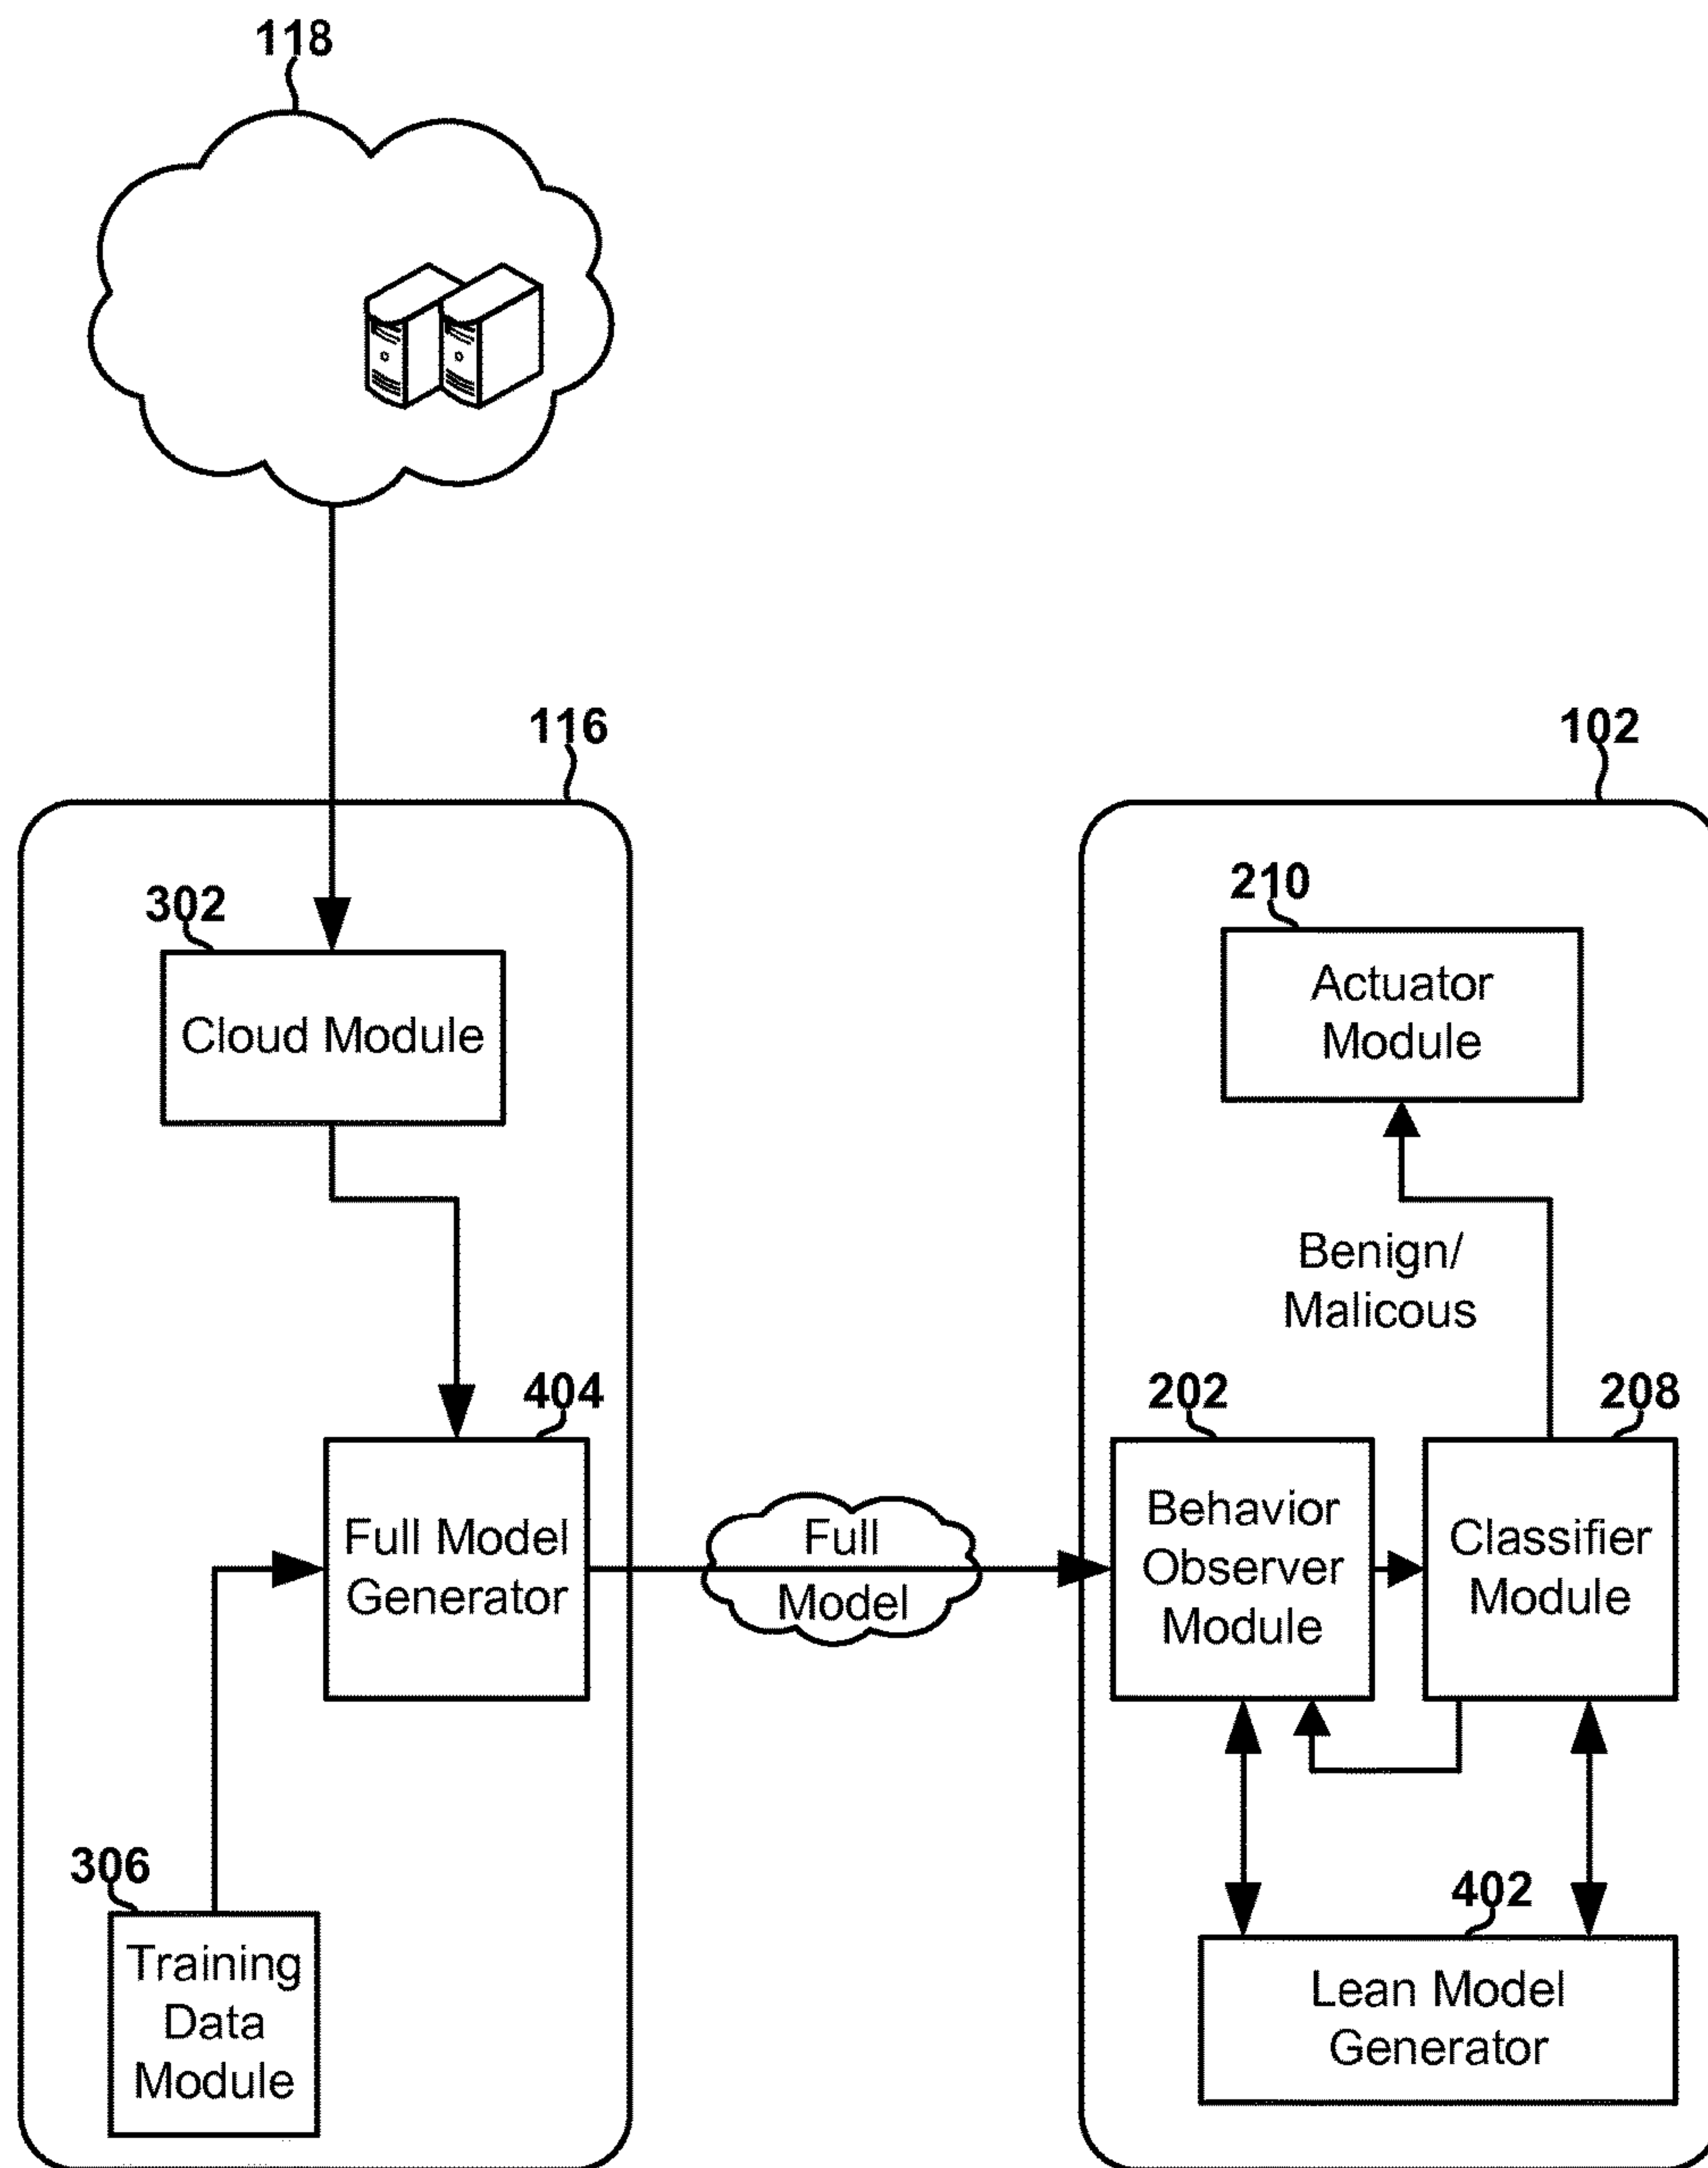 118
116
102
302
Cloud Module
210
Actuator
Module
Benign/
Malicous
404
Full Model
Generator
Full
Model
202
Behavior
Observer
Module
208
Classifier
Module
306
Training
Data
Module
402
Lean Model
Generator